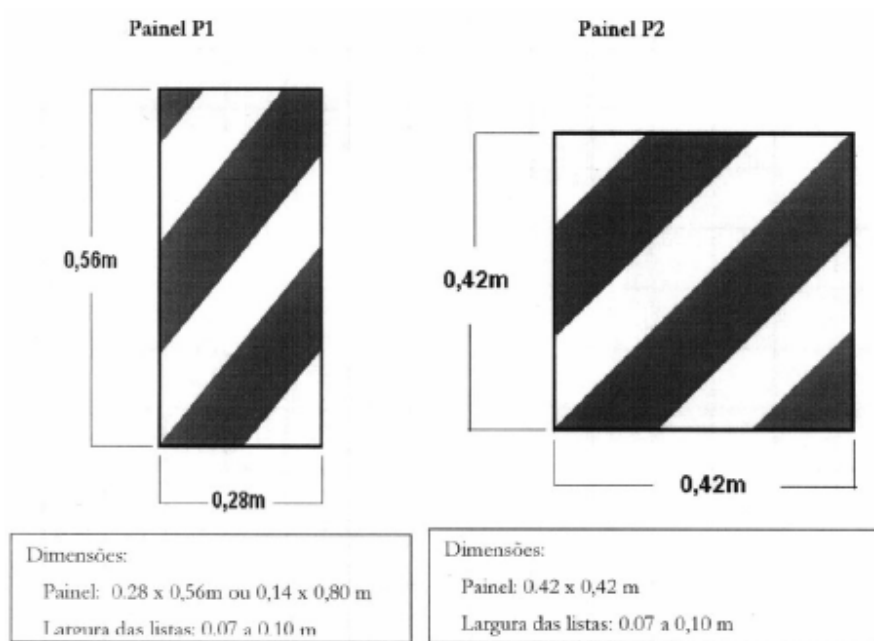 Painel P1
0,56m
0,28m
Dimensões:
Painel: 0.28 x 0,56m ou 0,14 x 0,80 m
Largura das listas: 0.07 a 0,10 m
Painel P2
0,42m
0,42m
Dimensões:
Painel: 0.42 x 0,42 m
Largura das listas: 0.07 a 0,10 m